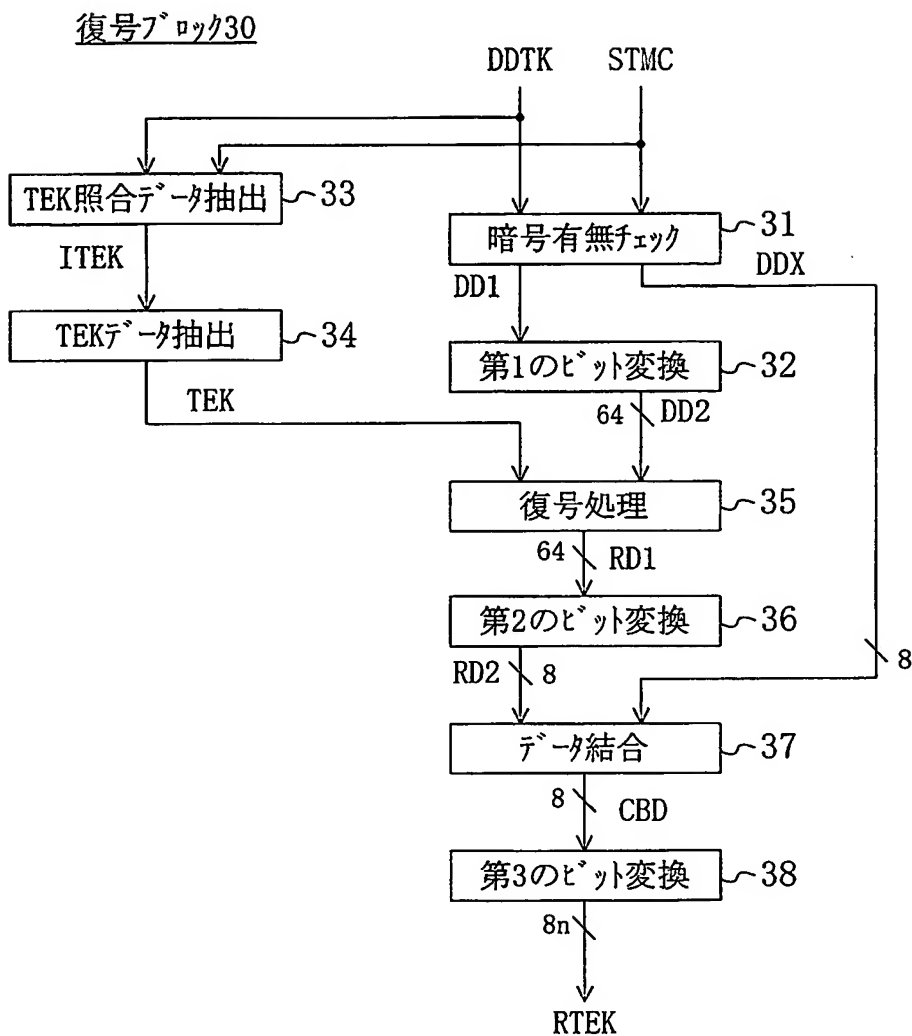 復号ブロック30
DDTK
STMC
TEK照合データ抽出
33
暗号有無チェック
31
ITEK
DD1
DDX
TEKデータ抽出
34
第1のビット変換
32
TEK
64
DD2
復号処理
35
64
RD1
第2のビット変換
36
RD2
8
8
データ結合
37
8
CBD
第3のビット変換
38
8n
RTEK